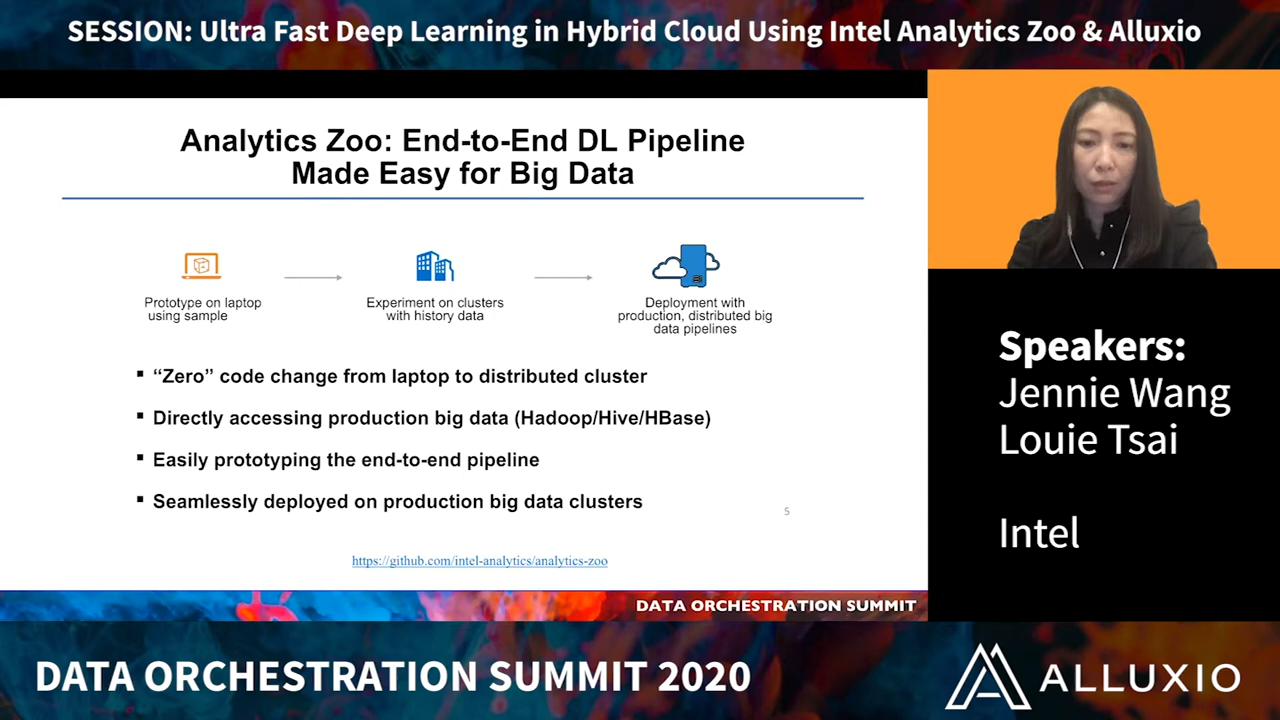 SESSION: Ultra Fast Deep Learning in Hybrid Cloud Using Intel Analytics Zoo & Alluxio
Analytics Zoo: End-to-End DL Pipeline
Made Easy for Big Data
Prototype on laptop
using sample
Experiment on clusters
with history data
Deployment with
production, distributed big
data pipelines
▪ “Zero” code change from laptop to distributed cluster
▪ Directly accessing production big data (Hadoop/Hive/HBase)
▪ Easily prototyping the end-to-end pipeline
▪ Seamlessly deployed on production big data clusters
5
https://github.com/intel-analytics/analytics-zoo
DATA ORCHESTRATION SUMMIT
Speakers:
Jennie Wang
Louie Tsai
Intel
DATA ORCHESTRATION SUMMIT 2020
ALLUXIO